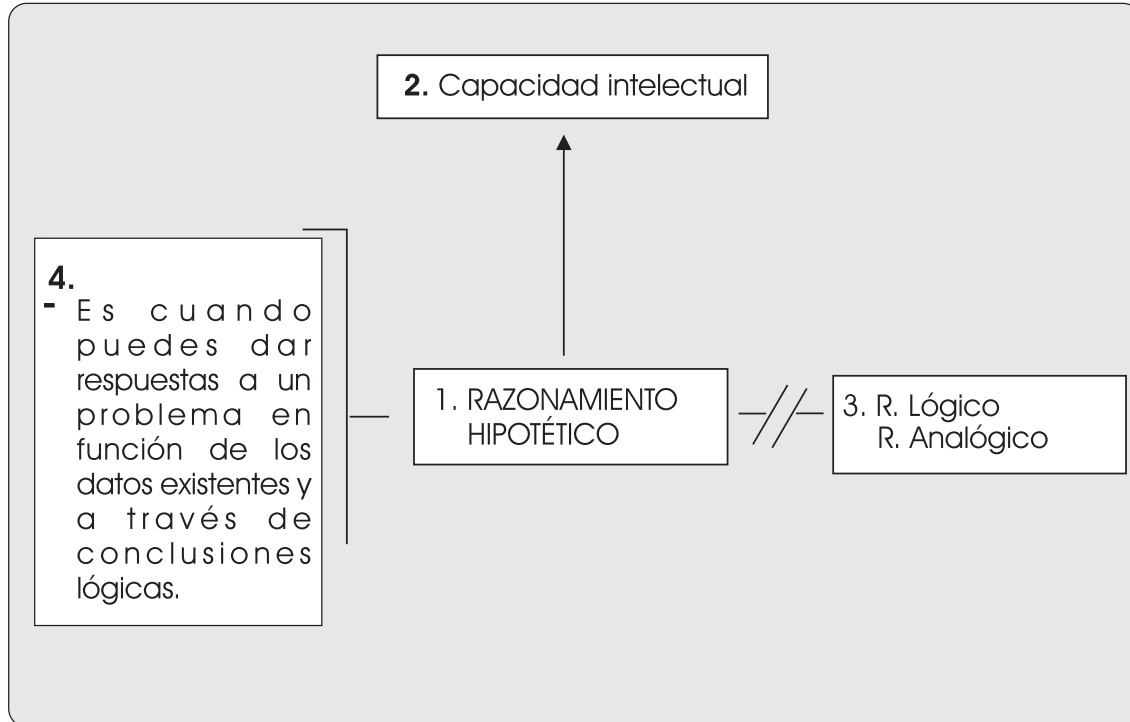 2. Capacidad intelectual
4.
- Es cuando
puedes dar
respuestas a un
problema en
función de los
datos existentes y
a través de
conclusiones
lógicas.
1. RAZONAMIENTO
HIPOTÉTICO
3. R. Lógico
R. Analógico